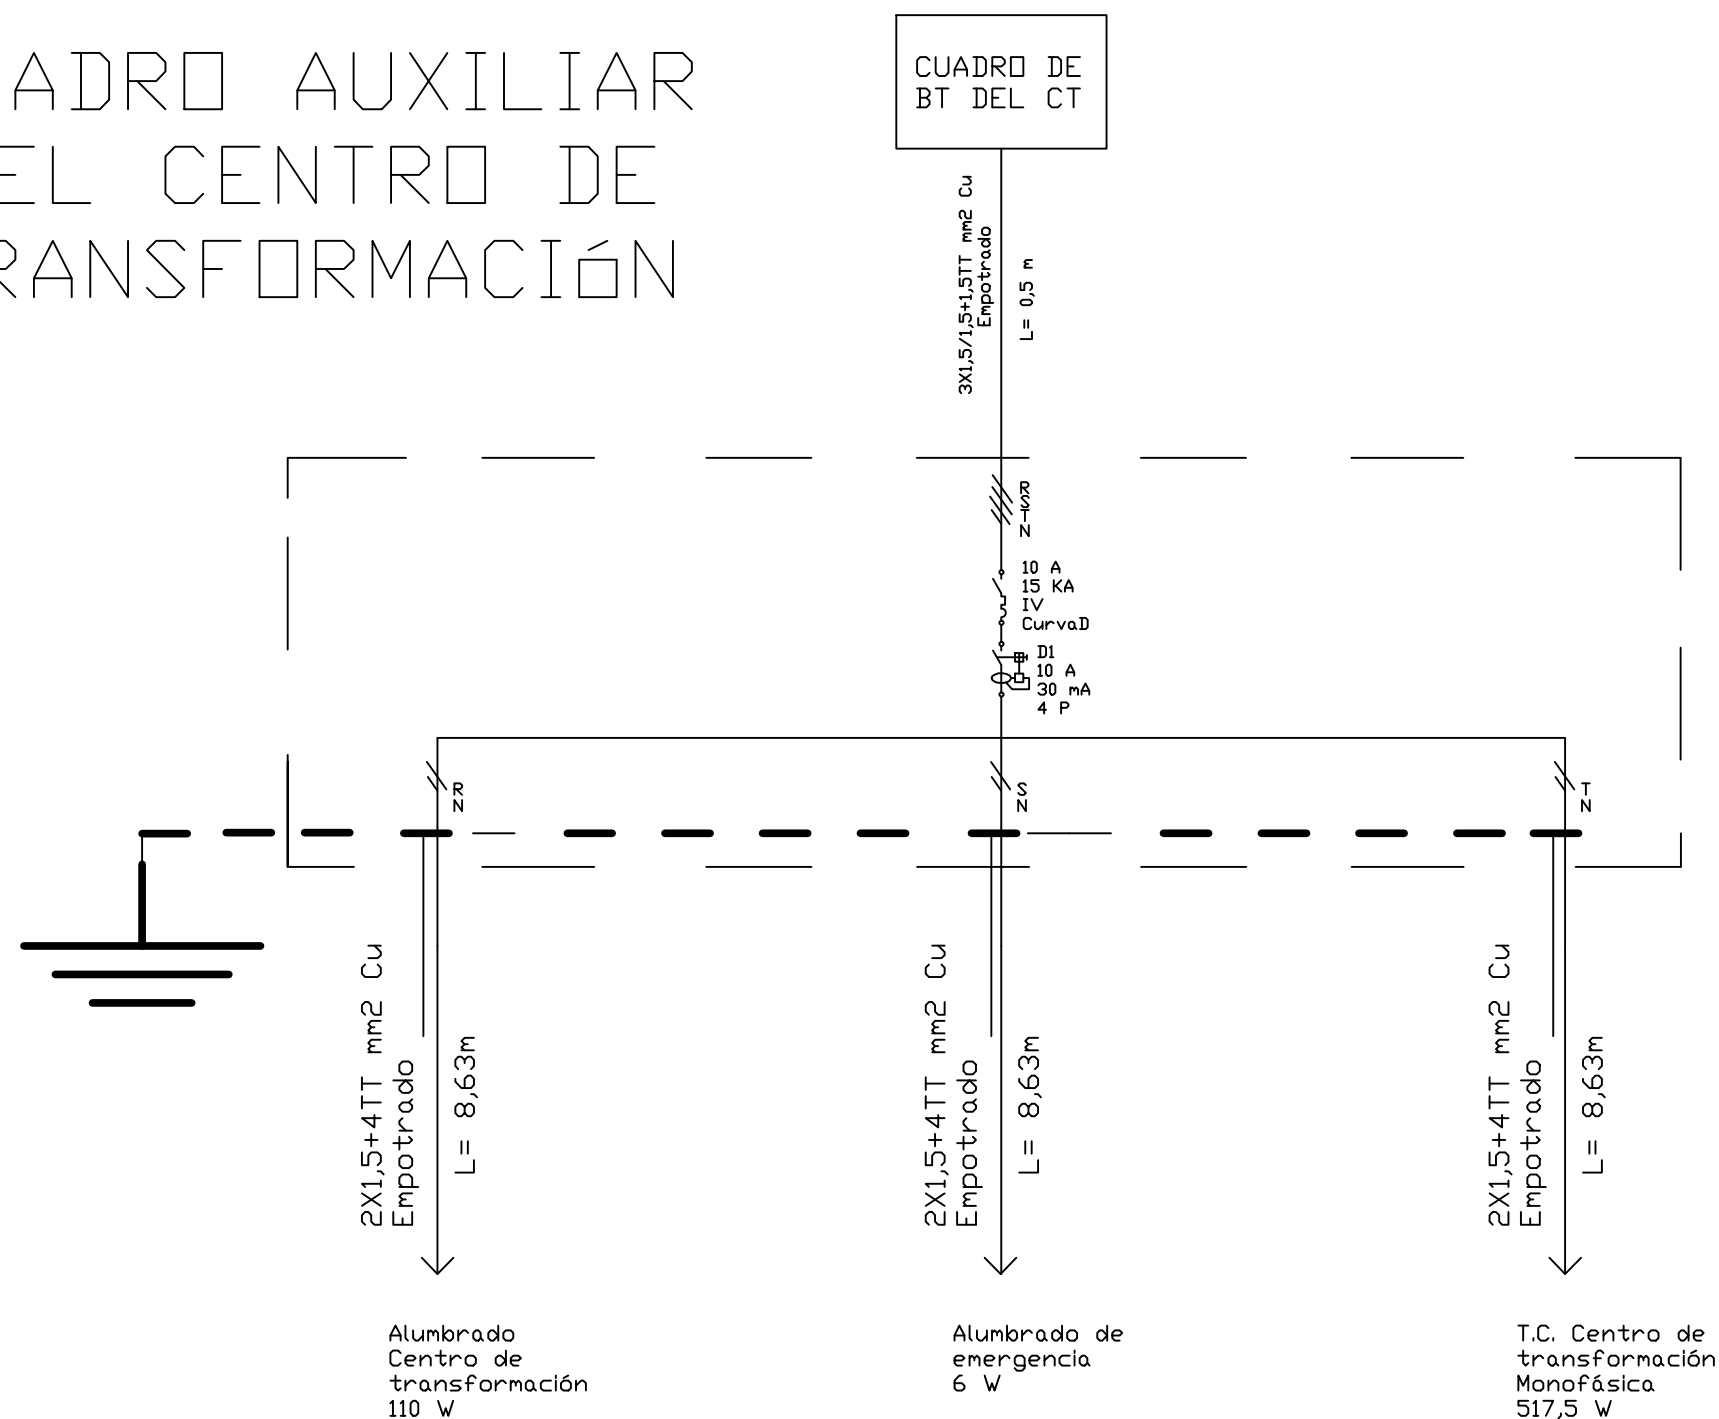 ADRO AUXILIAR
EL CENTRO DE
RANSFORMACIÓN
CUADRO DE
BT DEL CT
3X1,5/1,5+1,5TT mm2 Cu
Empotrado
L= 0,5 m
R
S
T
N
10 A
15 KA
IV
CurvaD
D1
10 A
30 mA
4 P
R
N
S
N
T
N
2X1,5+4TT mm2 Cu
Empotrado
L= 8,63m
2X1,5+4TT mm2 Cu
Empotrado
L= 8,63m
2X1,5+4TT mm2 Cu
Empotrado
L= 8,63m
Alumbrado
Centro de
transformación
110 W
Alumbrado de
emergencia
6 W
T.C. Centro de
transformación
Monofásica
517,5 W